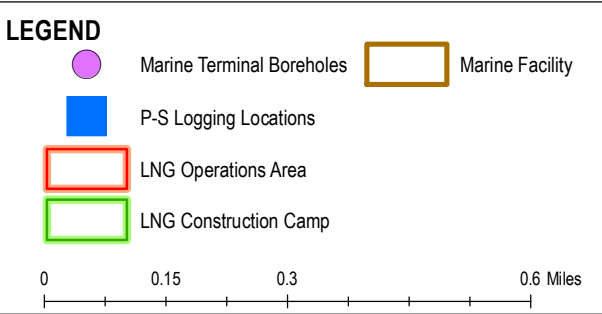 LEGEND
Marine Terminal Boreholes
Marine Facility
P-S Logging Locations
LNG Operations Area
LNG Construction Camp
0 0.15 0.3 0.6 Miles